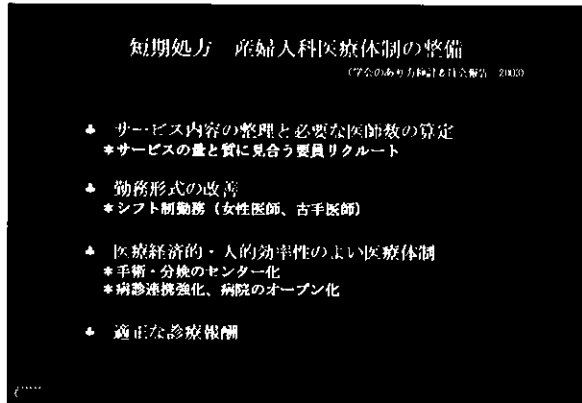 短期処方　産婦人科医療体制の整備
（学会のあり方検討委員会報告　2003）
♣ サービス内容の整理と必要な医師数の算定
＊サービスの量と質に見合う要員リクルート
♣ 勤務形式の改善
＊シフト制勤務（女性医師、古手医師）
♣ 医療経済的・人的効率性のよい医療体制
＊手術・分娩のセンター化
＊病診連携強化、病院のオープン化
♣ 適正な診療報酬